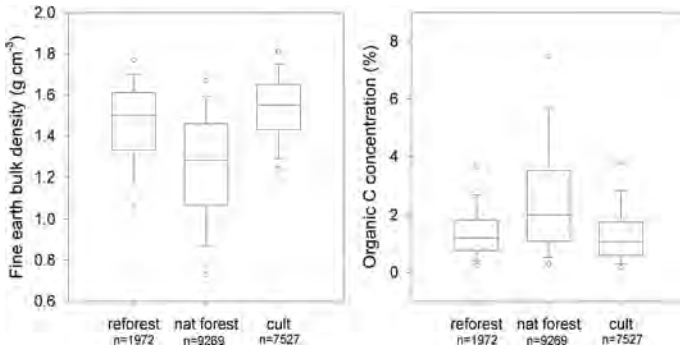 Fine earth bulk density (g cm⁻³)
2.0
1.8
1.6
1.4
1.2
1.0
0.8
0.6
reforest nat forest cult
n=1972 n=9269 n=7527
Organic C concentration (%)
8
6
4
2
0
reforest nat forest cult
n=1972 n=9269 n=7527